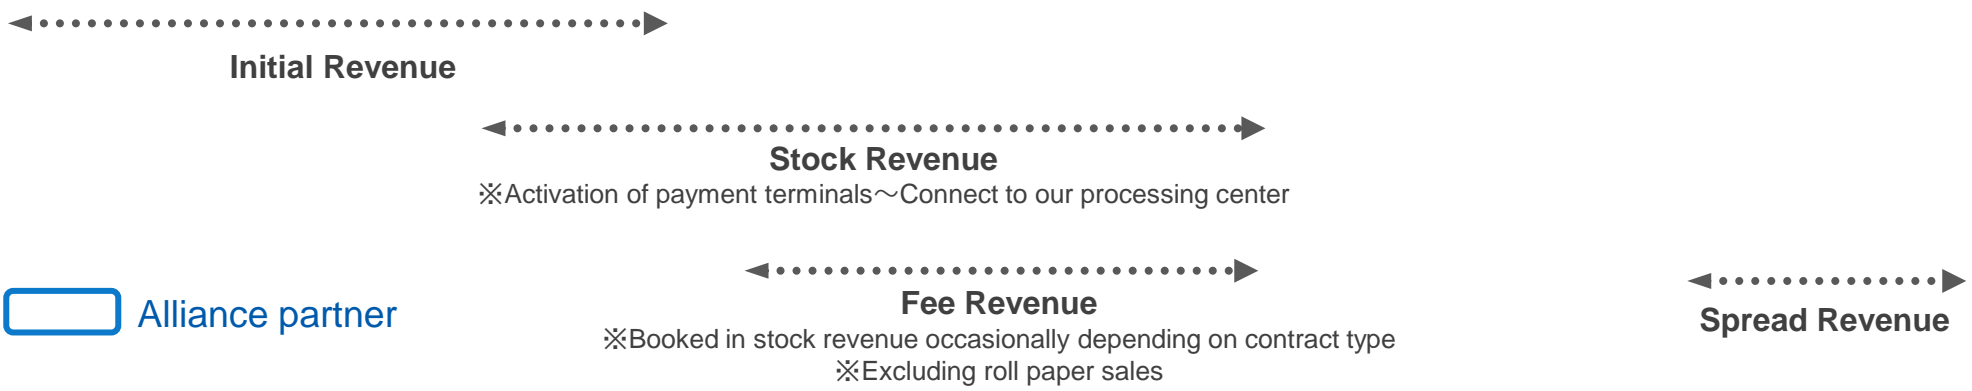 Initial Revenue
Stock Revenue
※Activation of payment terminals～Connect to our processing center
Alliance partner
Fee Revenue
※Booked in stock revenue occasionally depending on contract type
※Excluding roll paper sales
Spread Revenue